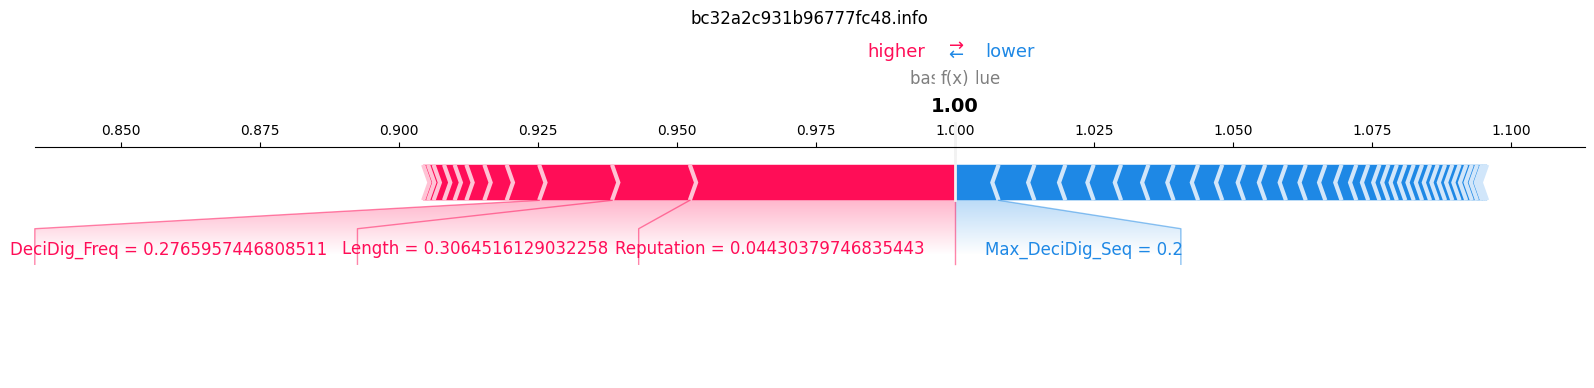 bc32a2c931b96777fc48.info
higher ⇄ lower
bas f(x) lue
1.00
0.850 0.875 0.900 0.925 0.950 0.975 1.000 1.025 1.050 1.075 1.100
DeciDig_Freq = 0.2765957446808511 Length = 0.3064516129032258 Reputation = 0.04430379746835443 Max_DeciDig_Seq = 0.2